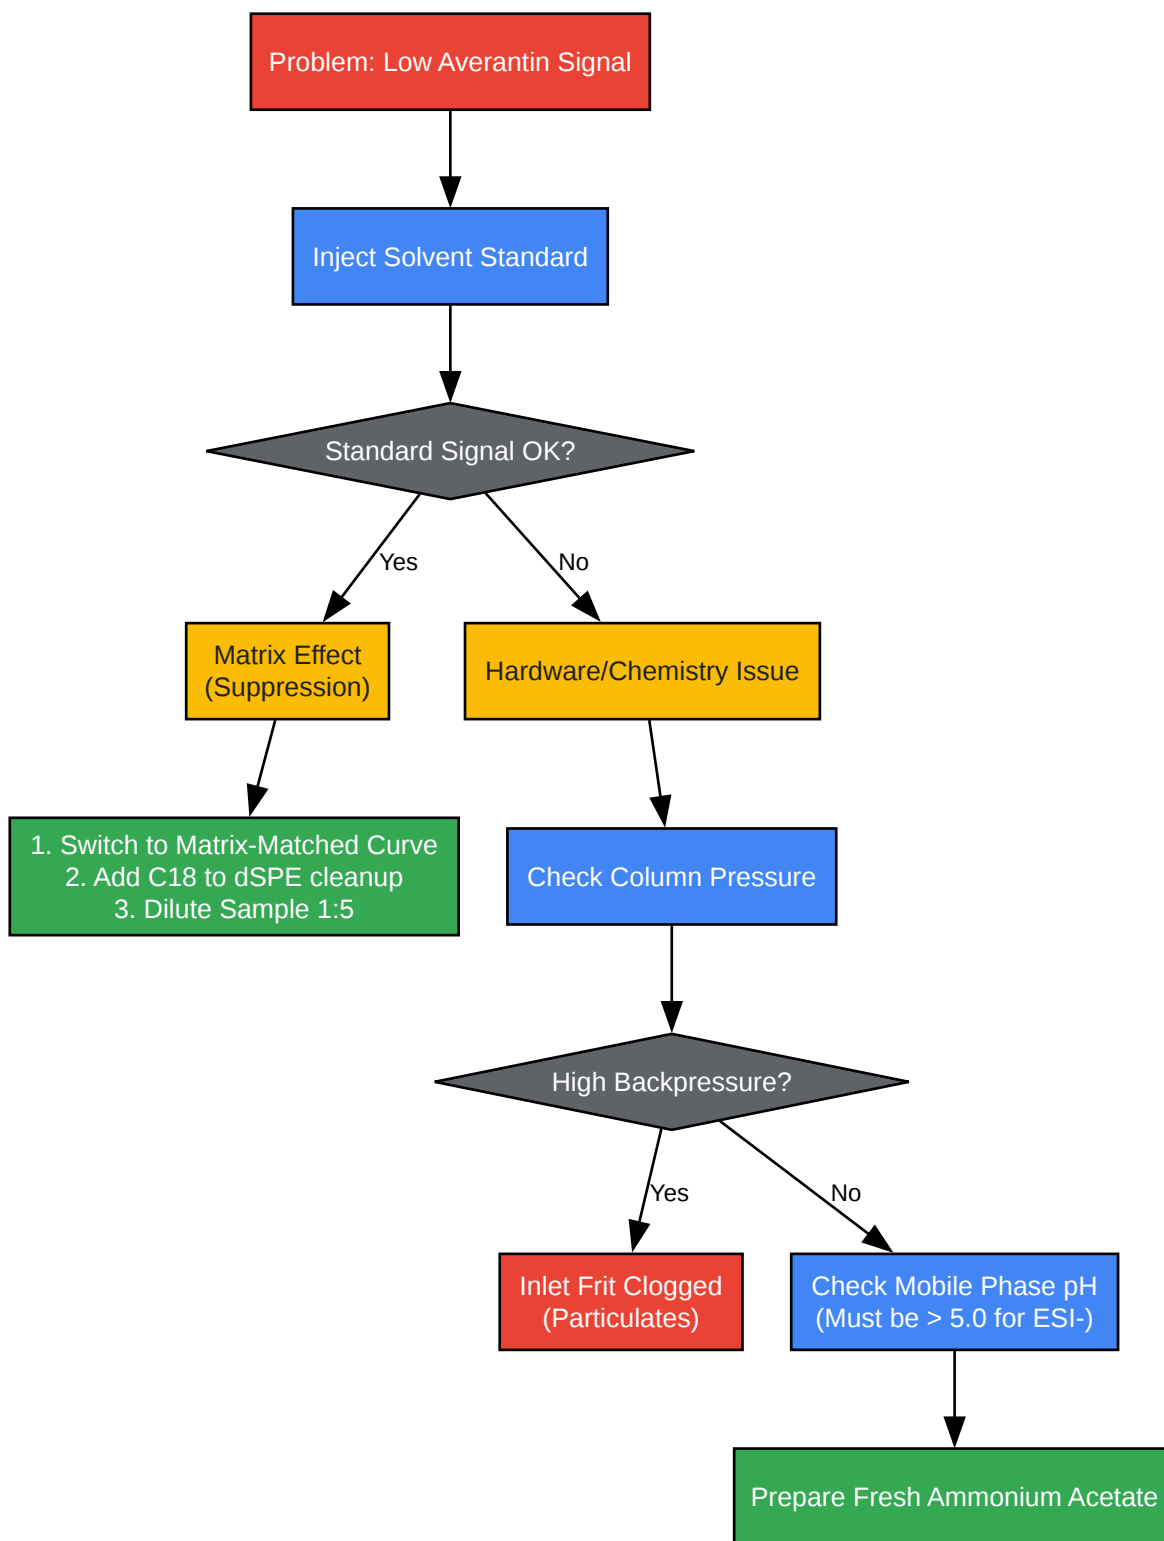 Problem: Low Averantin Signal
Inject Solvent Standard
Standard Signal OK?
Yes
No
Matrix Effect
(Suppression)
Hardware/Chemistry Issue
1. Switch to Matrix-Matched Curve
2. Add C18 to dSPE cleanup
3. Dilute Sample 1:5
Check Column Pressure
High Backpressure?
Yes
No
Inlet Frit Clogged
(Particulates)
Check Mobile Phase pH
(Must be > 5.0 for ESI-)
Prepare Fresh Ammonium Acetate